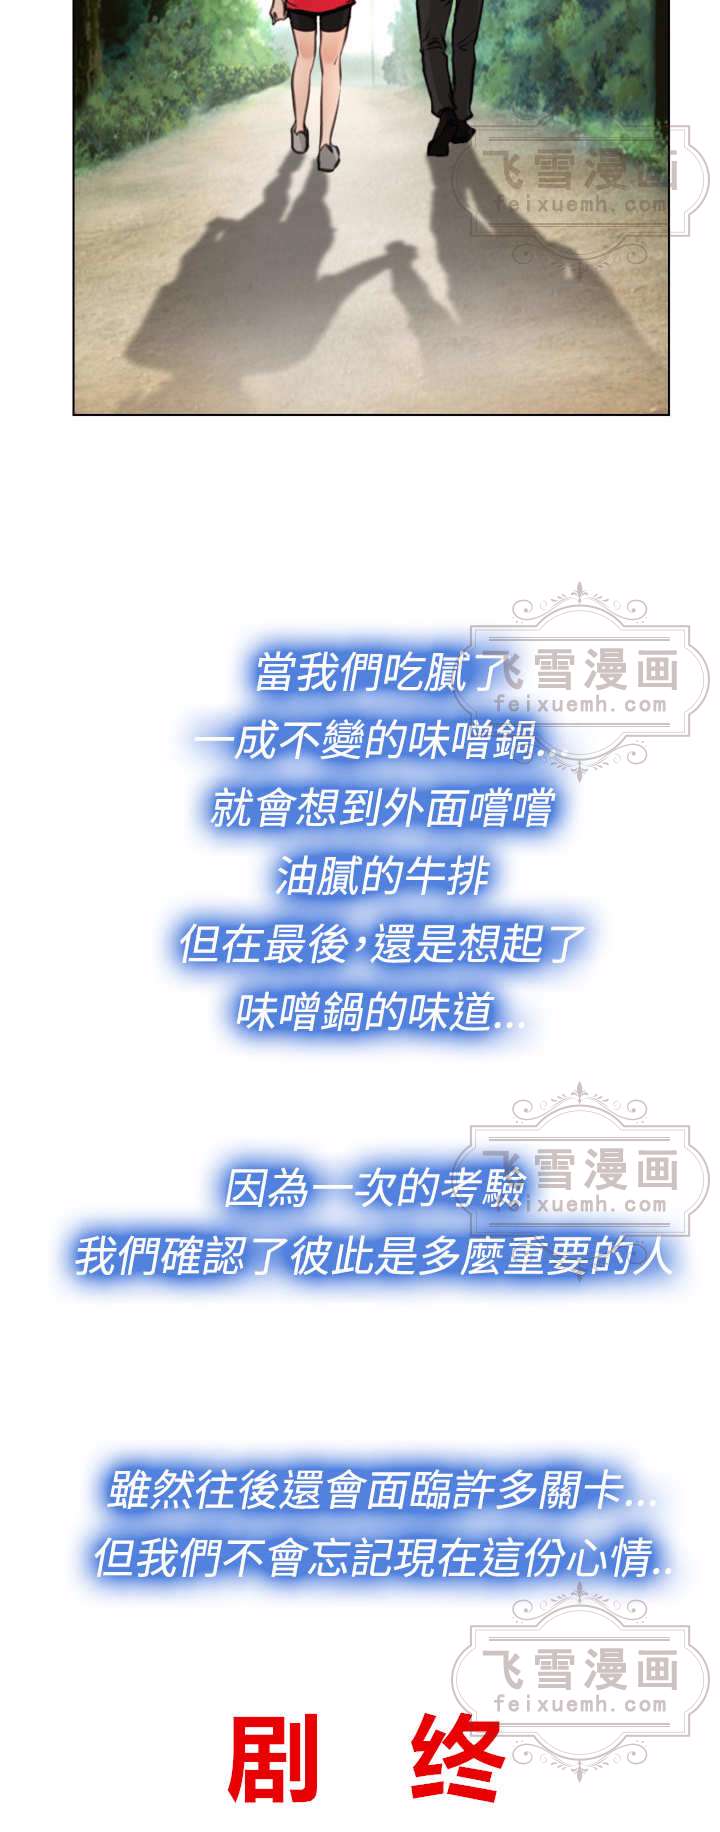 飞雪漫画
feixuemh.com
飞雪漫画
feixuemh.com
當我們吃膩了
一成不變的味噌鍋...
就會想到外面嚐嚐
油膩的牛排
但在最後,還是想起了
味噌鍋的味道...
飞雪漫画
feixuemh.com
因為一次的考驗
我們確認了彼此是多麼重要的人
雖然往後還會面臨許多關卡...
但我們不會忘記現在這份心情..
飞雪漫画
feixuemh.com
剧 终